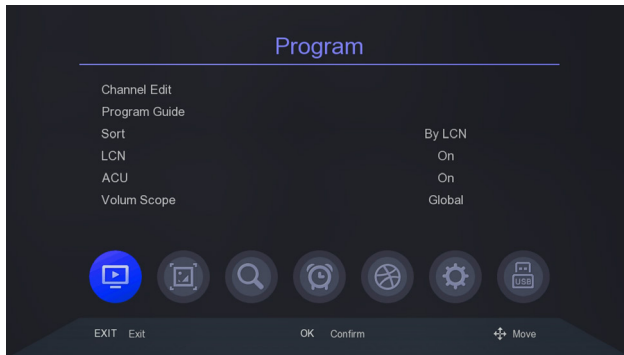 Program
Channel Edit
Program Guide
Sort By LCN
LCN On
ACU On
Volum Scope Global
USB
EXIT Exit OK Confirm Move